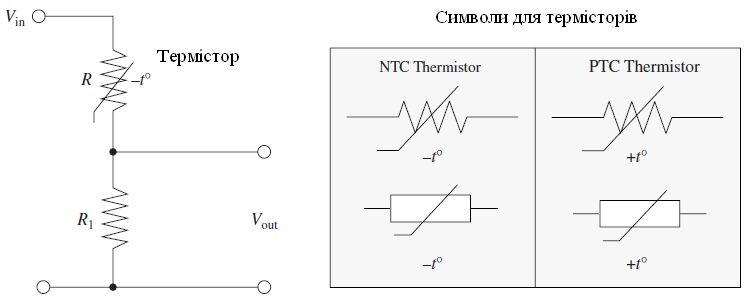 V_in
Термістор
R
–t°
R_1
V_out
Символи для термісторів
NTC Thermistor
PTC Thermistor
–t°
+t°
–t°
+t°